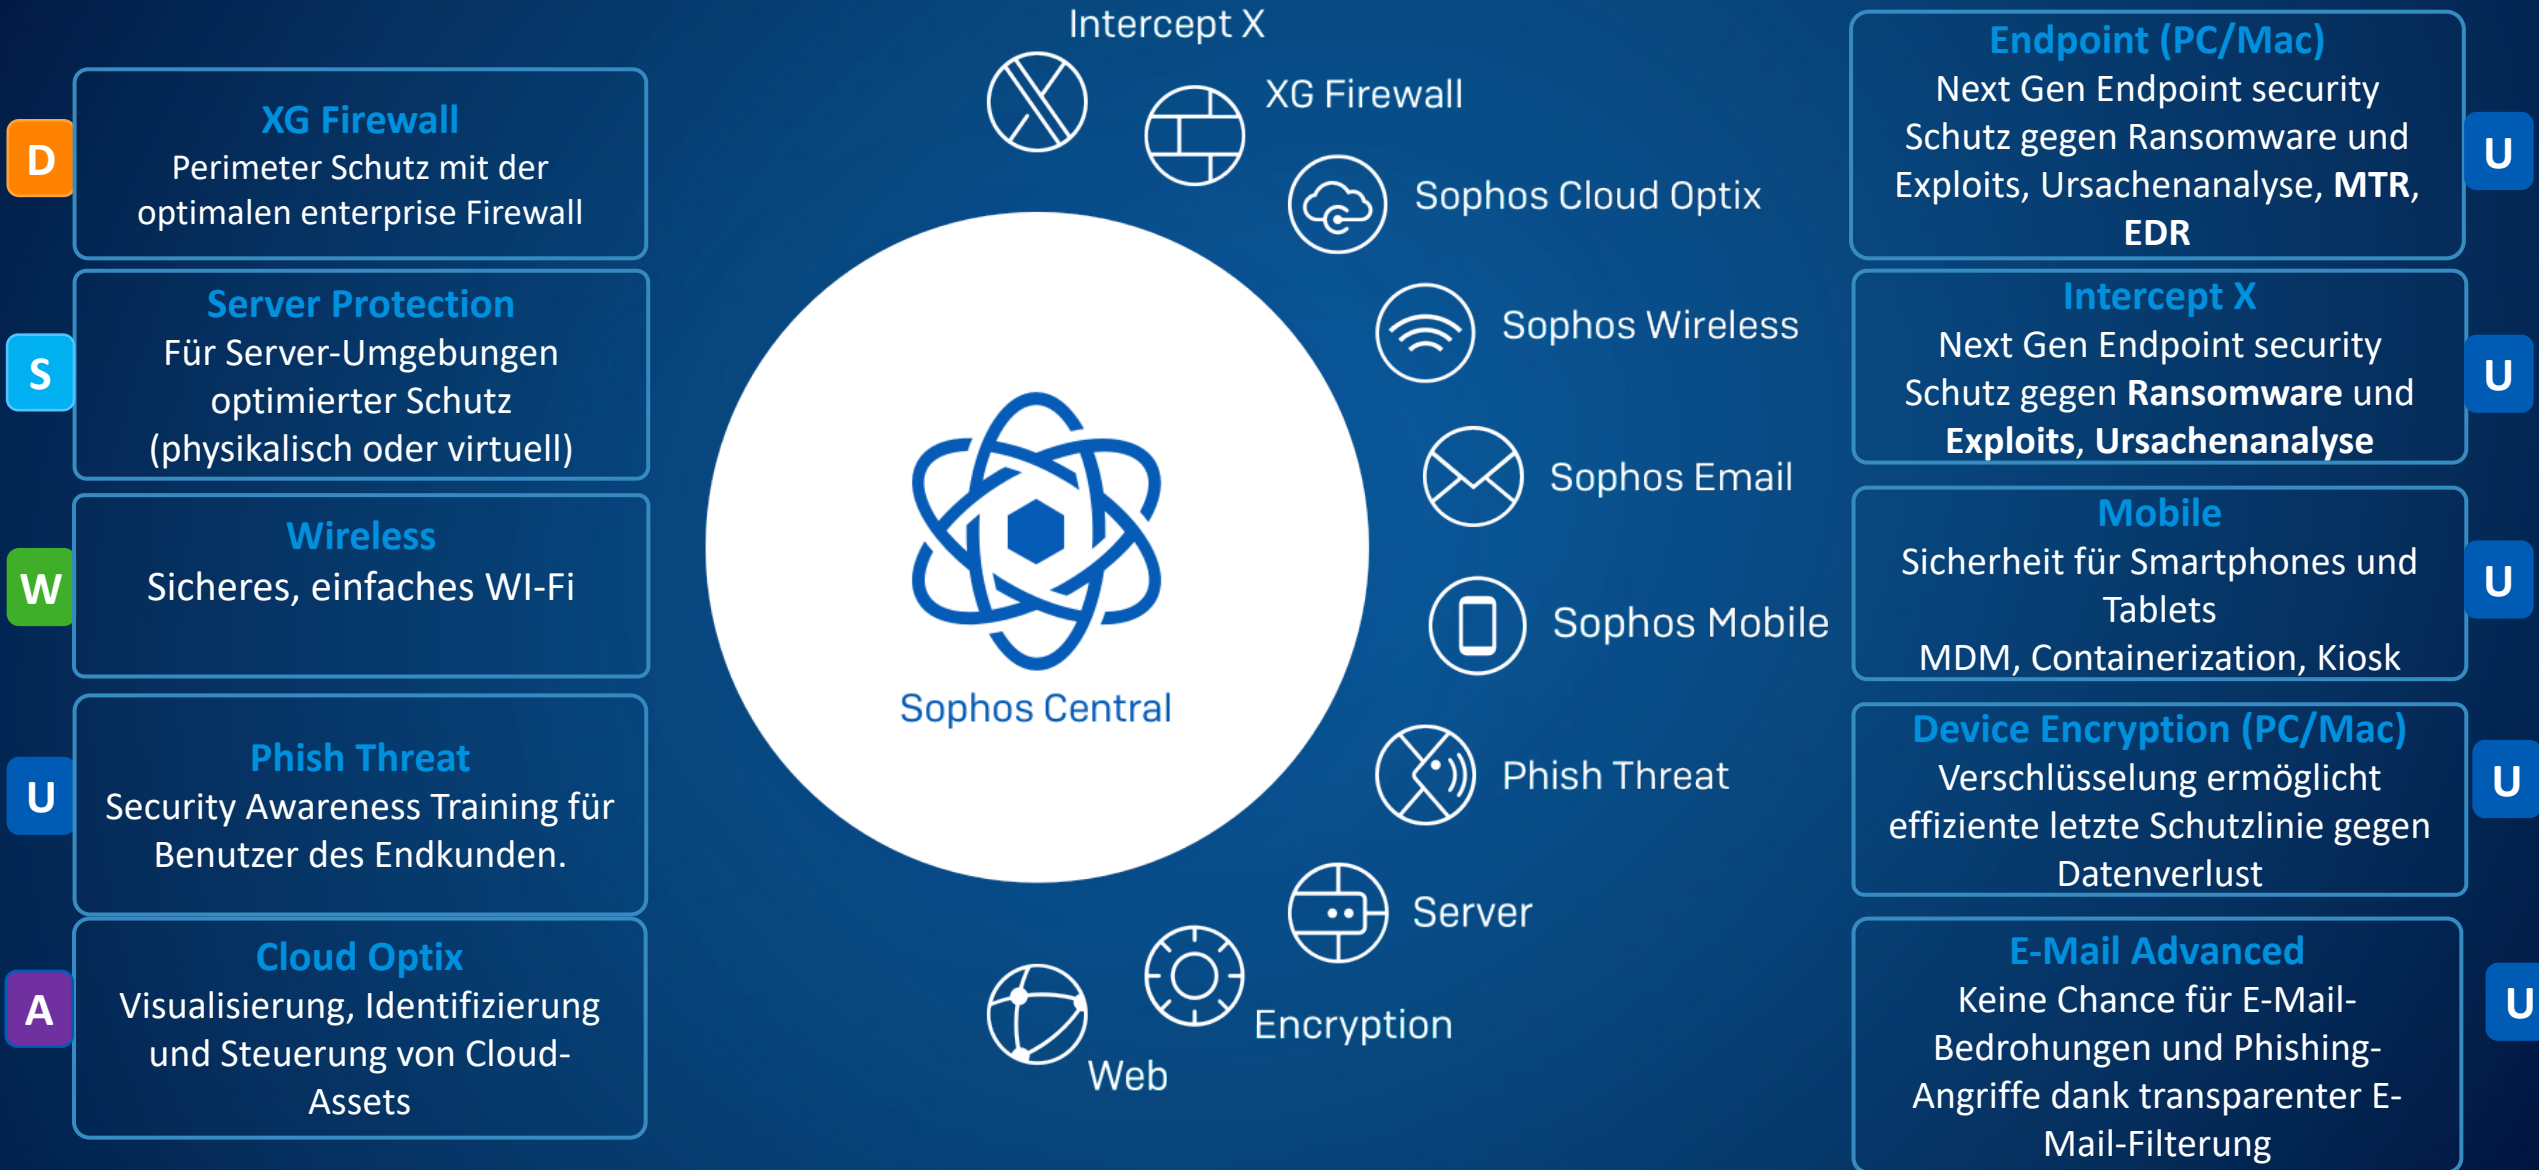 D
XG Firewall
Perimeter Schutz mit der
optimalen enterprise Firewall
S
Server Protection
Für Server-Umgebungen
optimierter Schutz
(physikalisch oder virtuell)
W
Wireless
Sicheres, einfaches WI-Fi
U
Phish Threat
Security Awareness Training für
Benutzer des Endkunden.
A
Cloud Optix
Visualisierung, Identifizierung
und Steuerung von Cloud-
Assets
Intercept X
XG Firewall
Sophos Cloud Optix
Sophos Wireless
Sophos Email
Sophos Mobile
Phish Threat
Server
Encryption
Web
Sophos Central
Endpoint (PC/Mac)
Next Gen Endpoint security
Schutz gegen Ransomware und
Exploits, Ursachenanalyse, MTR,
EDR
U
Intercept X
Next Gen Endpoint security
Schutz gegen Ransomware und
Exploits, Ursachenanalyse
U
Mobile
Sicherheit für Smartphones und
Tablets
MDM, Containerization, Kiosk
U
Device Encryption (PC/Mac)
Verschlüsselung ermöglicht
effiziente letzte Schutzlinie gegen
Datenverlust
U
E-Mail Advanced
Keine Chance für E-Mail-
Bedrohungen und Phishing-
Angriffe dank transparenter E-
Mail-Filterung
U